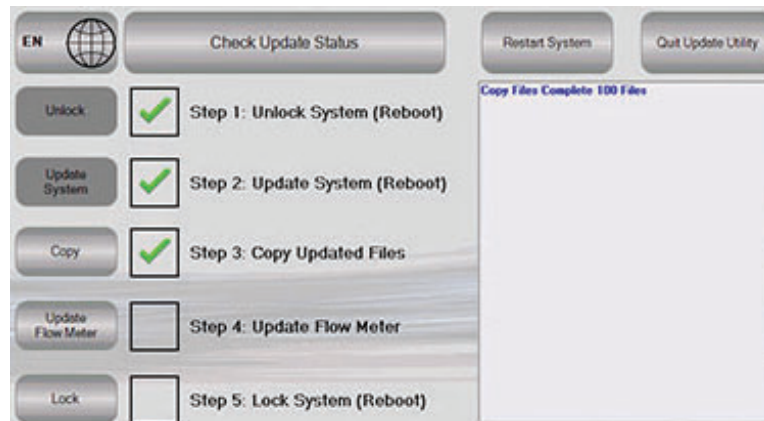 EN
Check Update Status
Restart System
Quit Update Utility
Unlock
Step 1: Unlock System (Reboot)
Copy Files Complete 100 Files
Update
System
Step 2: Update System (Reboot)
Copy
Step 3: Copy Updated Files
Update
Flow Meter
Step 4: Update Flow Meter
Lock
Step 5: Lock System (Reboot)